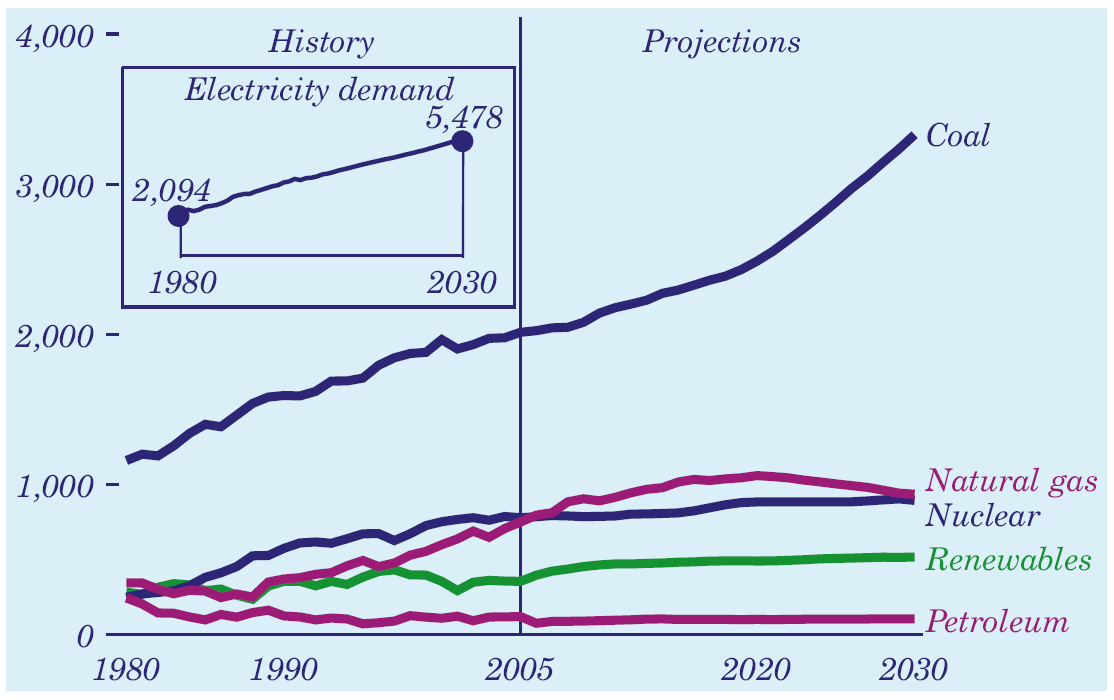 4,000
History
Projections
Electricity demand
5,478
Coal
3,000
2,094
1980
2030
2,000
1,000
Natural gas
Nuclear
Renewables
Petroleum
0
1980
1990
2005
2020
2030